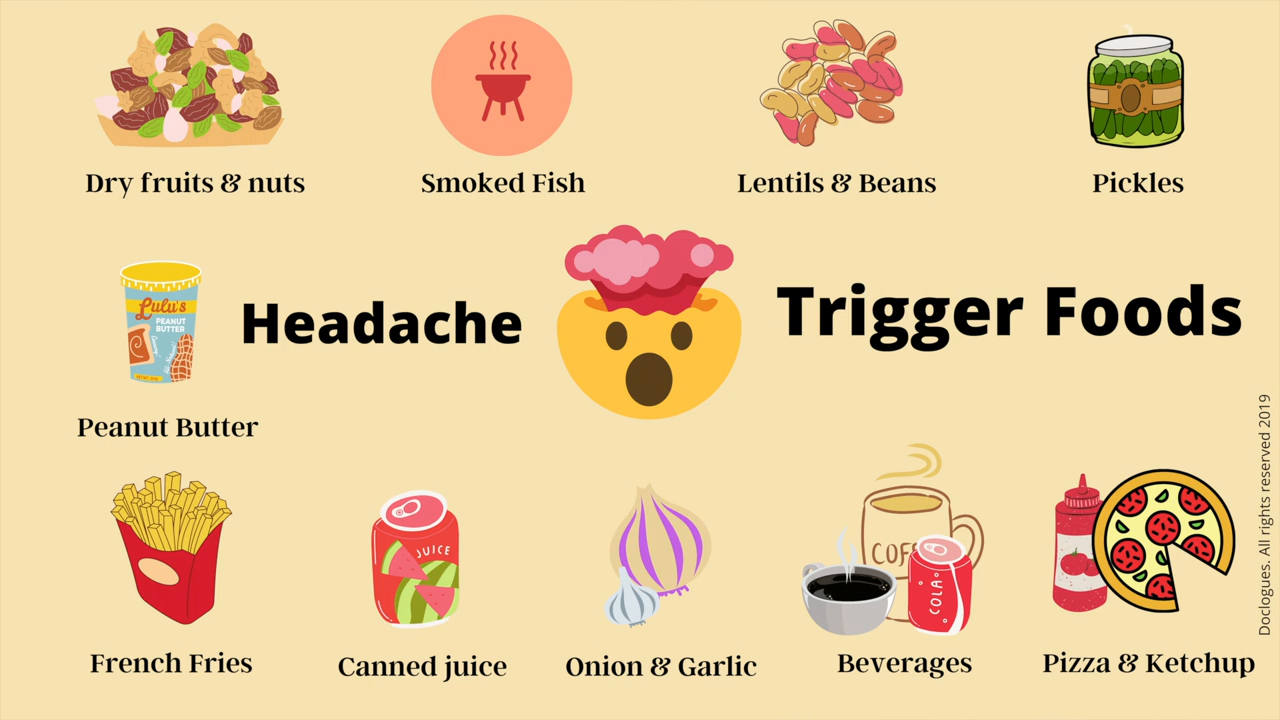 Dry fruits & nuts
Smoked Fish
Lentils & Beans
Pickles
Lulu's
PEANUT
BUTTER
Headache
Trigger Foods
Peanut Butter
JUICE
COLA
French Fries
Canned juice
Onion & Garlic
Beverages
Pizza & Ketchup
Doclogues. All rights reserved 2019